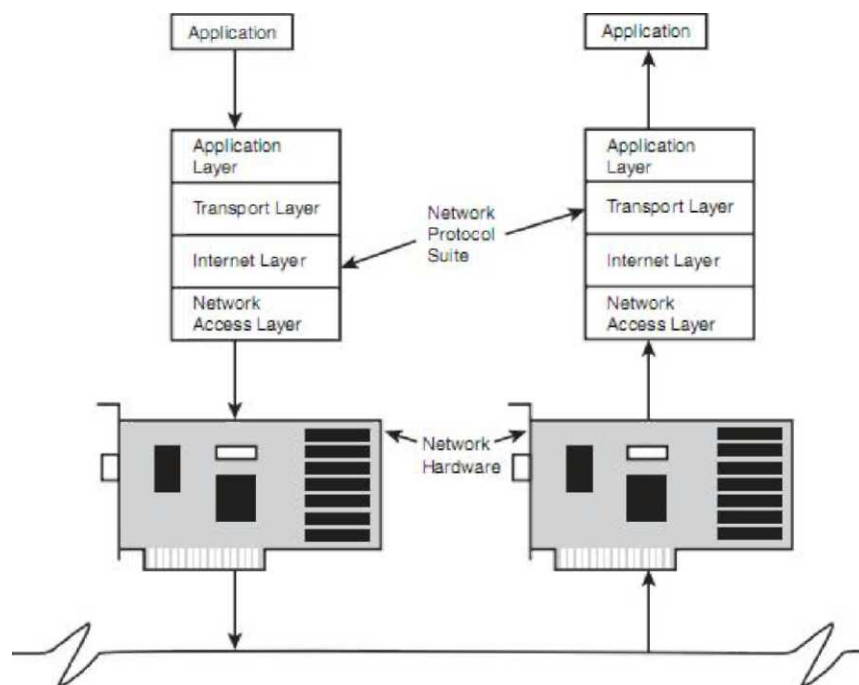 Application
Application
Application
Layer
Transport Layer
Internet Layer
Network
Access Layer
Network
Protocol
Suite
Application
Layer
Transport Layer
Internet Layer
Network
Access Layer
Network
Hardware